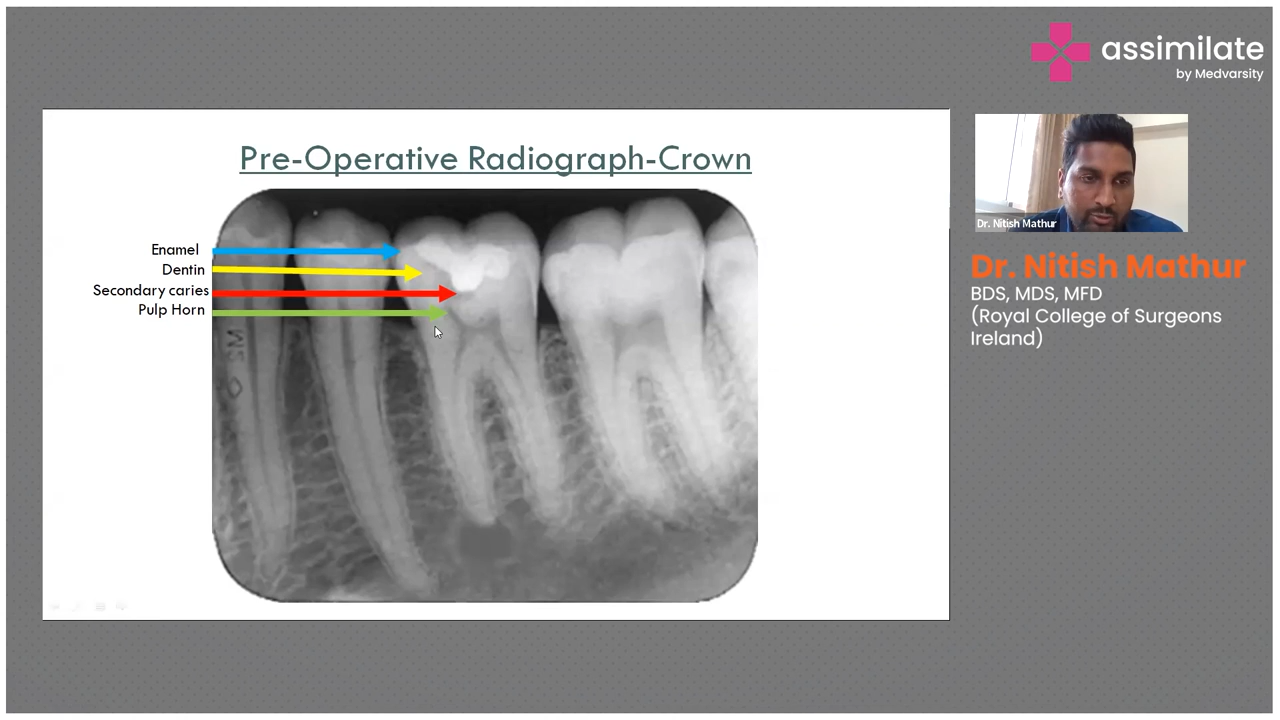 assimilate
by Medvarsity
Pre-Operative Radiograph-Crown
Enamel
Dentin
Secondary caries
Pulp Horn
SM
Dr. Nitish Mathur
Dr. Nitish Mathur
BDS, MDS, MFD
(Royal College of Surgeons
Ireland)